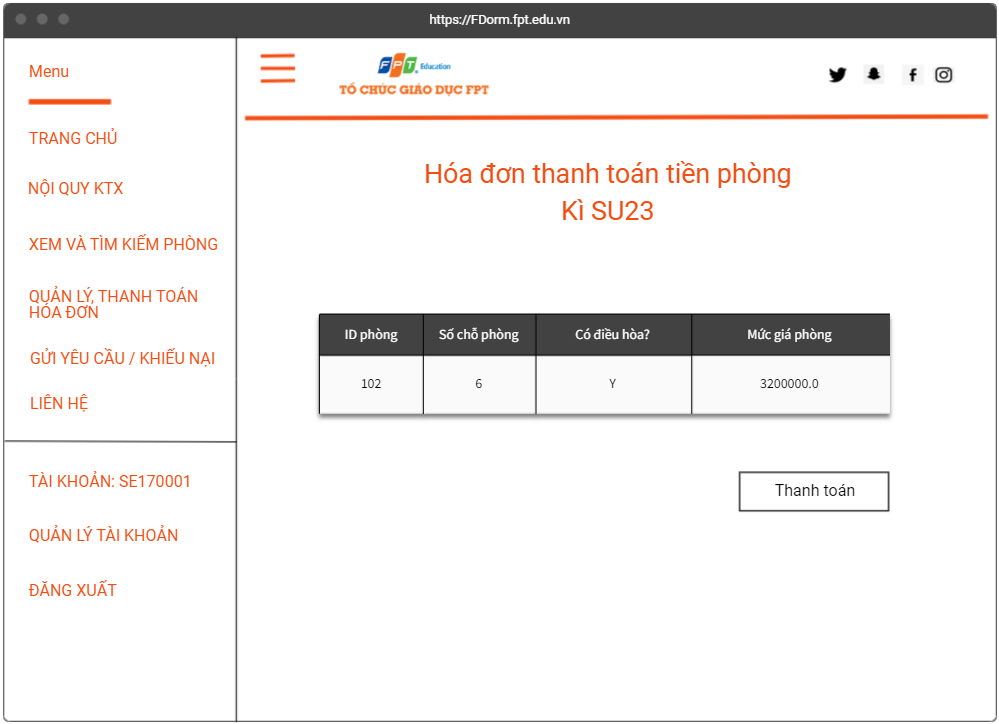 https://FDorm.fpt.edu.vn
Menu
TRANG CHỦ
NỘI QUY KTX
XEM VÀ TÌM KIẾM PHÒNG
QUẢN LÝ, THANH TOÁN
HÓA ĐƠN
GỬI YÊU CẦU / KHIẾU NẠI
LIÊN HỆ
TÀI KHOẢN: SE170001
QUẢN LÝ TÀI KHOẢN
ĐĂNG XUẤT
FPT Education
TỔ CHỨC GIÁO DỤC FPT
Hóa đơn thanh toán tiền phòng
Kì SU23
ID phòng Số chỗ phòng Có điều hòa? Mức giá phòng
102 6 Y 3200000.0
Thanh toán